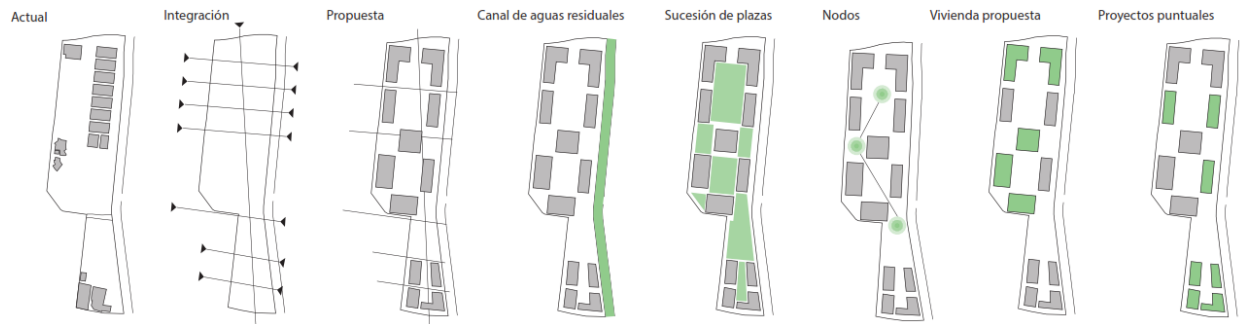 Actual
Integración
Propuesta
Canal de aguas residuales
Sucesión de plazas
Nodos
Vivienda propuesta
Proyectos puntuales